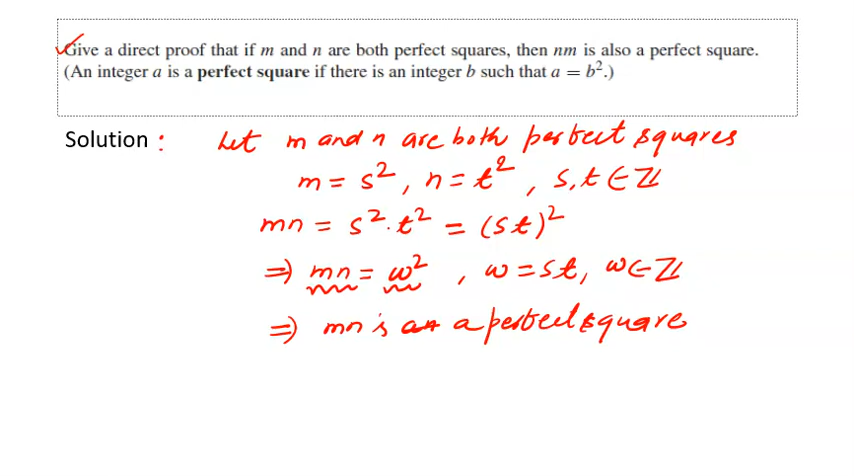 Give a direct proof that if m and n are both perfect squares, then nm is also a perfect square.
(An integer a is a perfect square if there is an integer b such that a = b².)
Solution : Let m and n are both perfect squares
m = s², n = t², s,t ∈ ℤ
mn = s².t² = (st)²
⇒ mn = w², w = st, w ∈ ℤ
⇒ mn is a perfect square